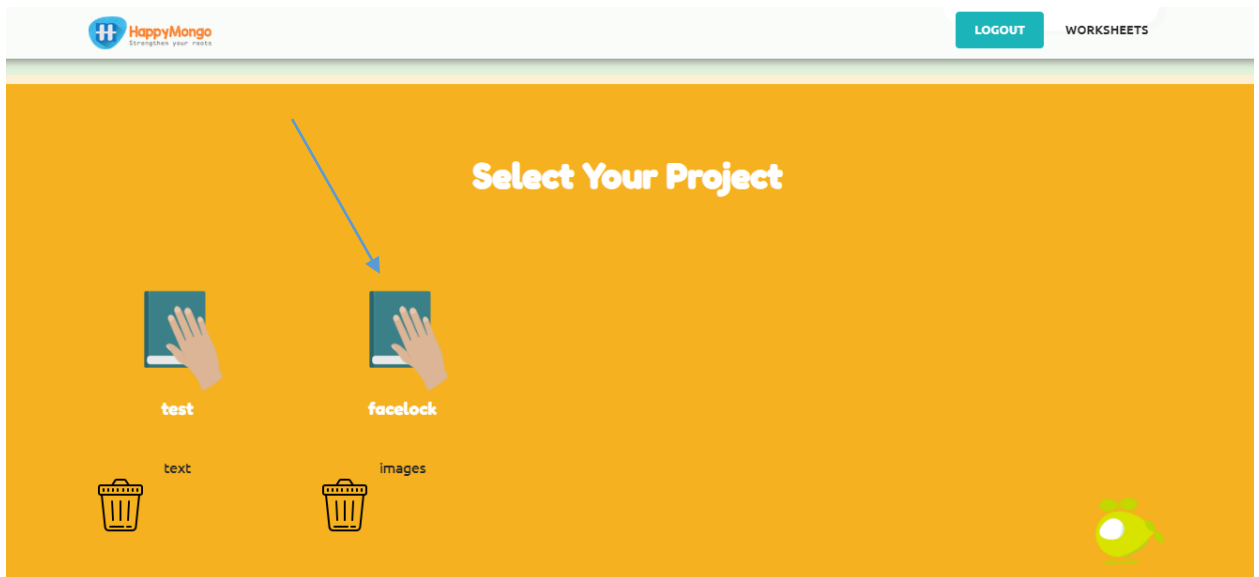 HappyMongo
Strengthen your roots
LOGOUT
WORKSHEETS
Select Your Project
test
facelock
text
images